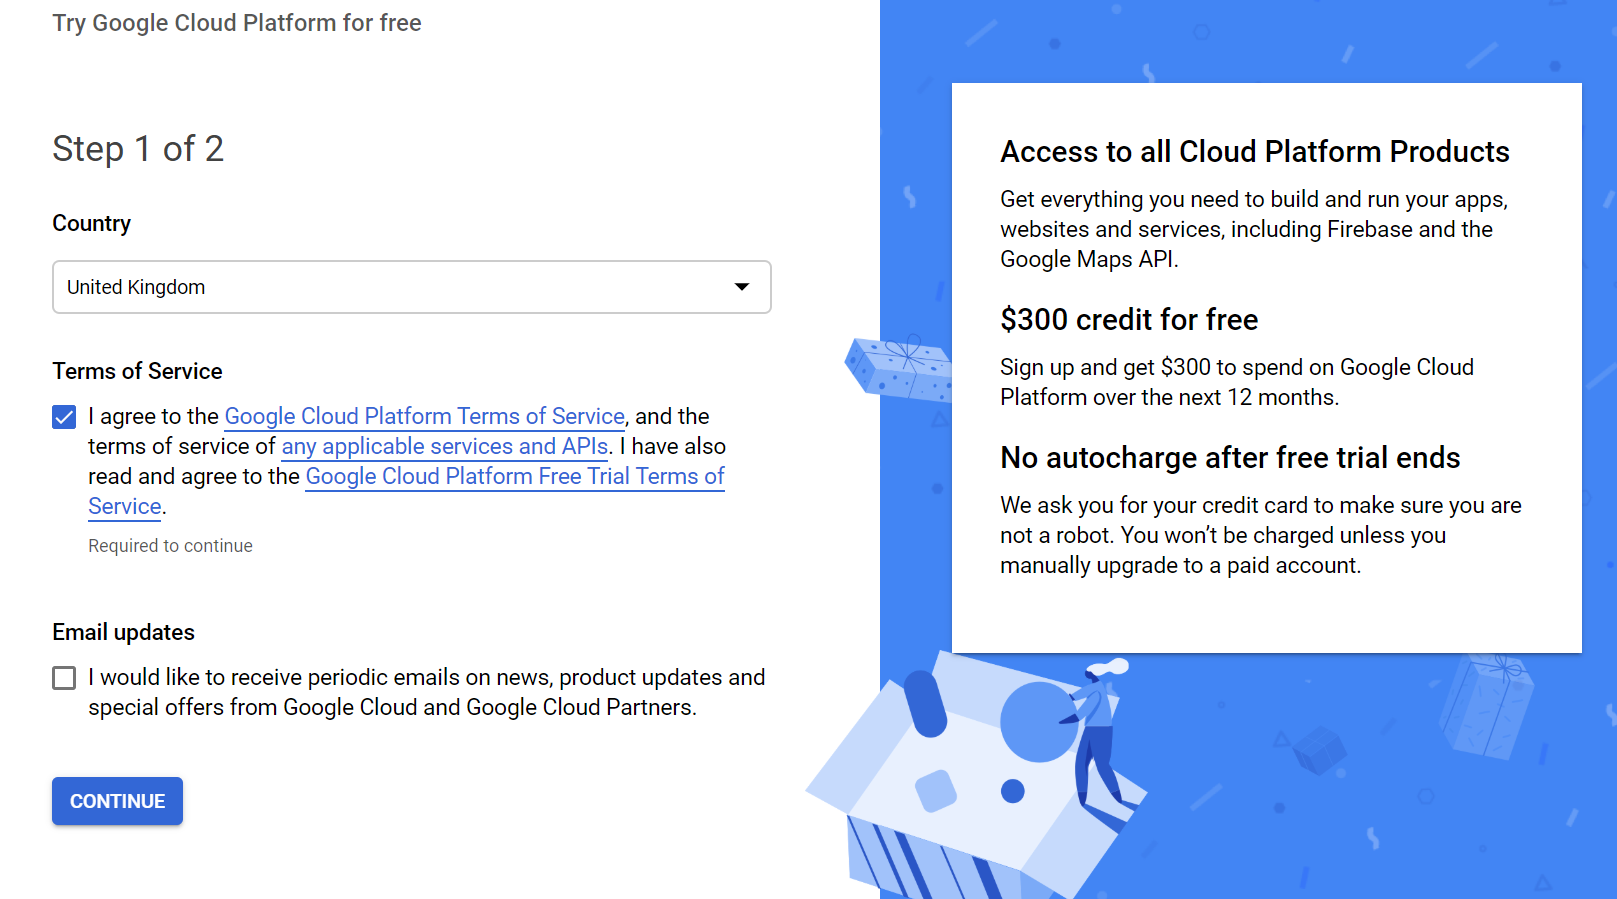 Try Google Cloud Platform for free
Step 1 of 2
Country
United Kingdom
Terms of Service
I agree to the Google Cloud Platform Terms of Service, and the
terms of service of any applicable services and APIs. I have also
read and agree to the Google Cloud Platform Free Trial Terms of
Service.
Required to continue
Email updates
I would like to receive periodic emails on news, product updates and
special offers from Google Cloud and Google Cloud Partners.
CONTINUE
Access to all Cloud Platform Products
Get everything you need to build and run your apps,
websites and services, including Firebase and the
Google Maps API.
$300 credit for free
Sign up and get $300 to spend on Google Cloud
Platform over the next 12 months.
No autocharge after free trial ends
We ask you for your credit card to make sure you are
not a robot. You won’t be charged unless you
manually upgrade to a paid account.